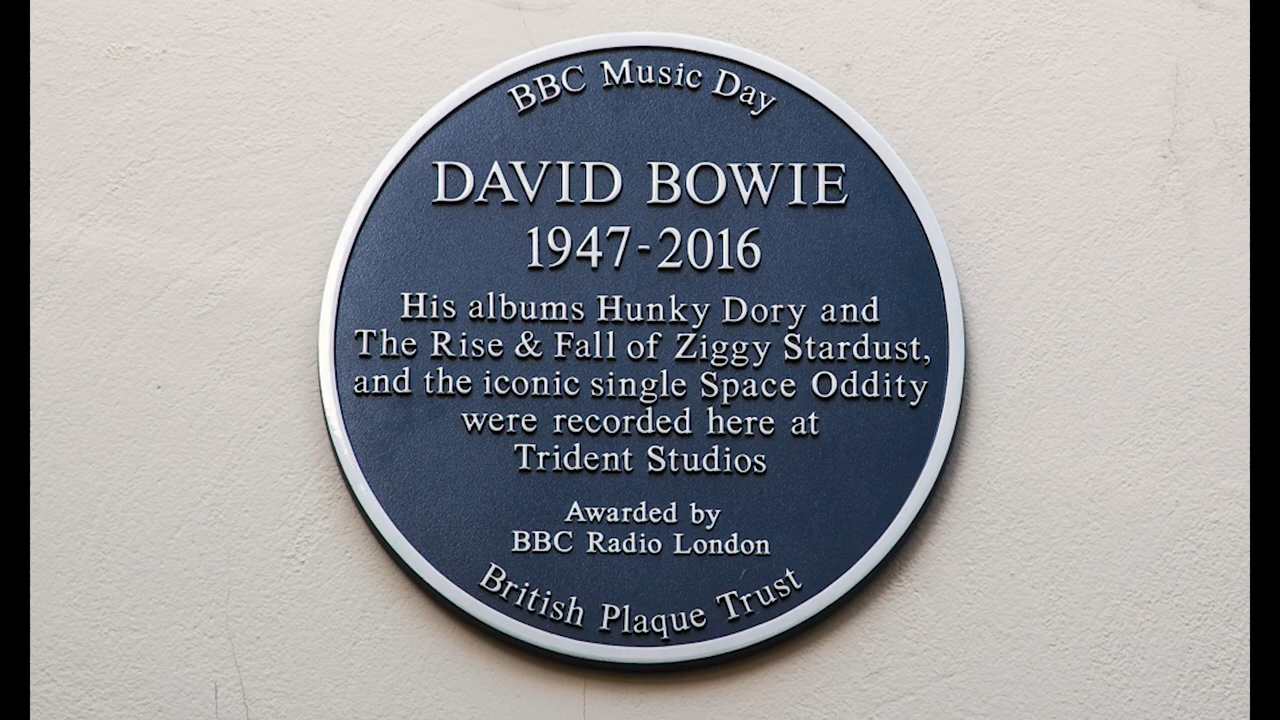 BBC Music Day
DAVID BOWIE
1947-2016
His albums Hunky Dory and
The Rise & Fall of Ziggy Stardust,
and the iconic single Space Oddity
were recorded here at
Trident Studios
Awarded by
BBC Radio London
British Plaque Trust